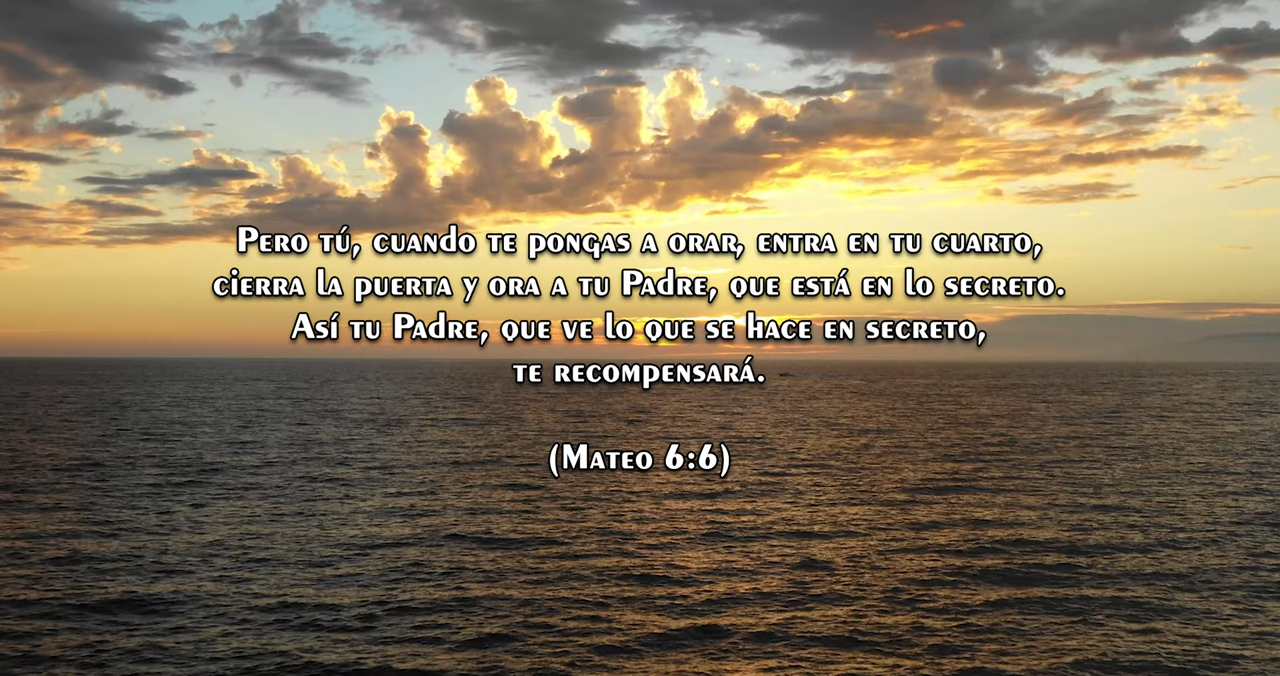 Pero tú, cuando te pongas a orar, entra en tu cuarto,
cierra la puerta y ora a tu Padre, que está en lo secreto.
Así tu Padre, que ve lo que se hace en secreto,
te recompensará.
(Mateo 6:6)